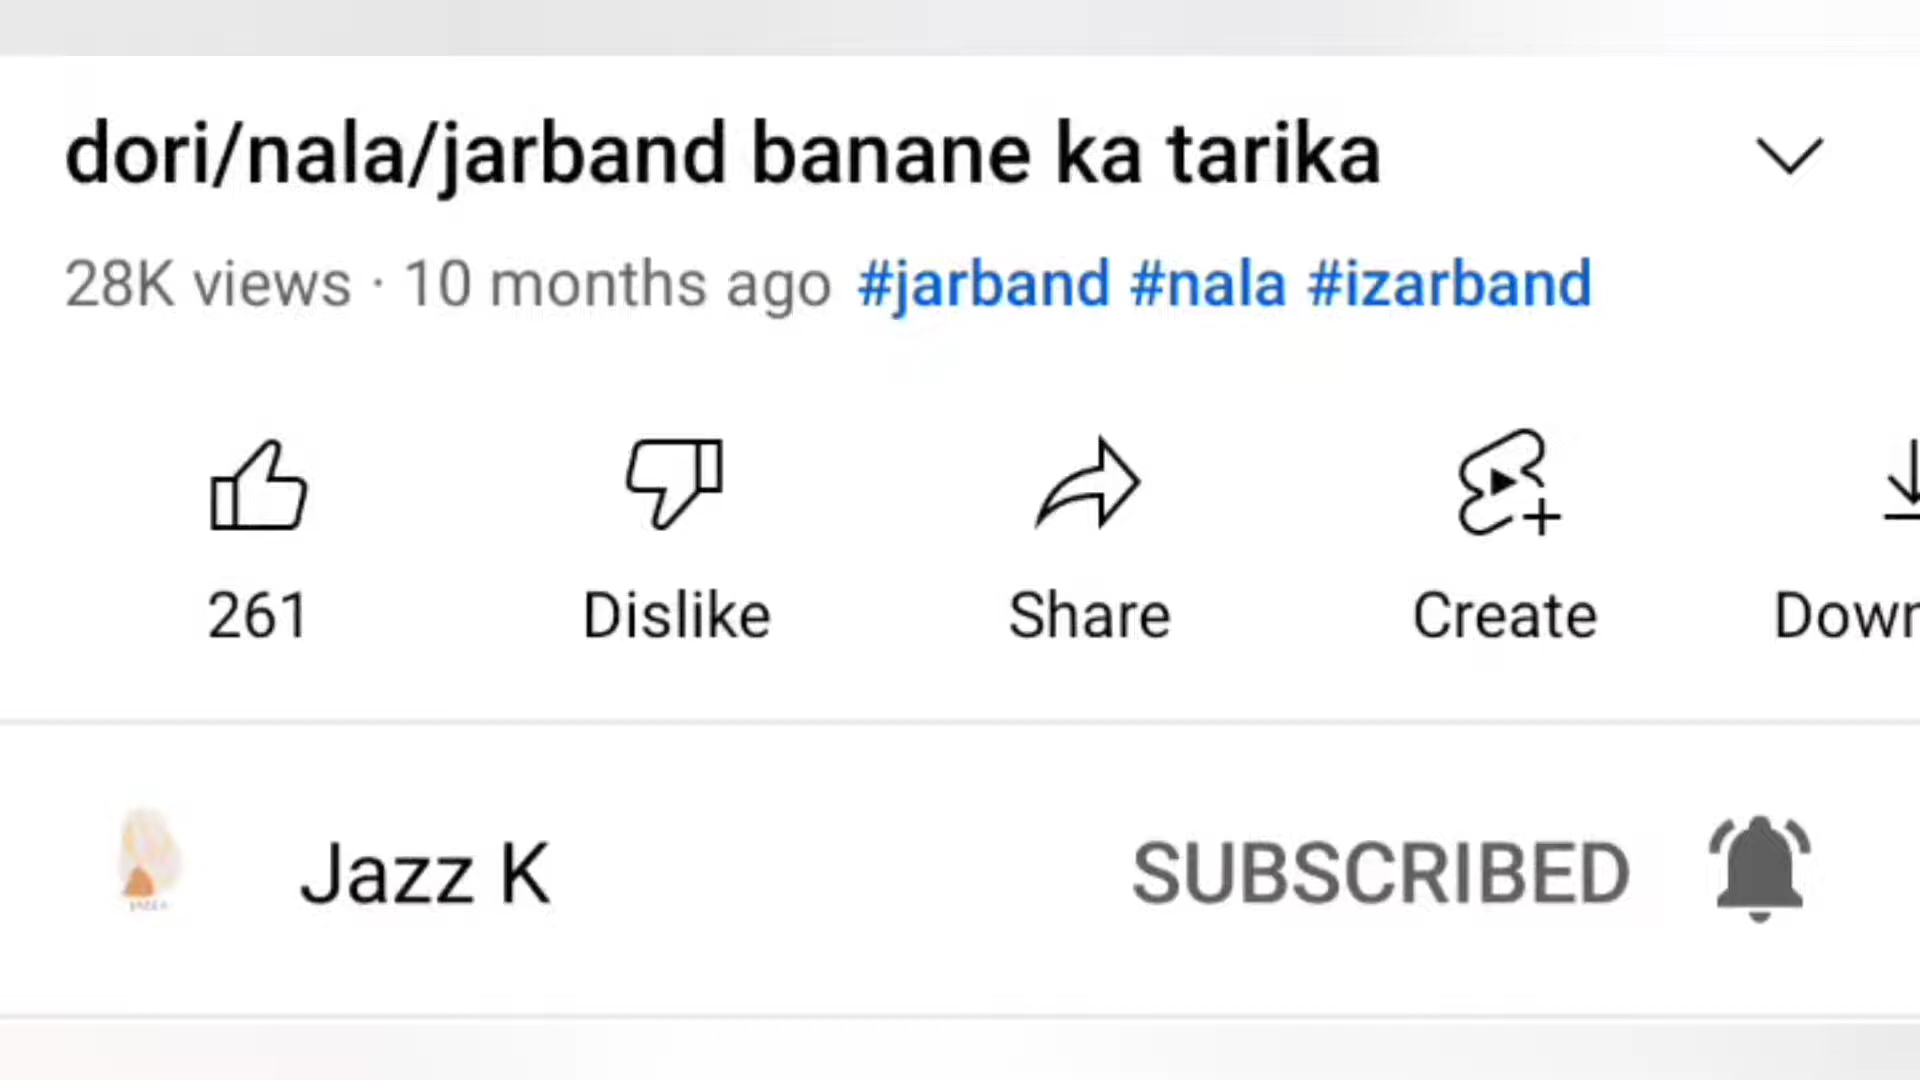 dori/nala/jarband banane ka tarika
28K views · 10 months ago #jarband #nala #izarband
261 Dislike Share Create Down
Jazz K SUBSCRIBED